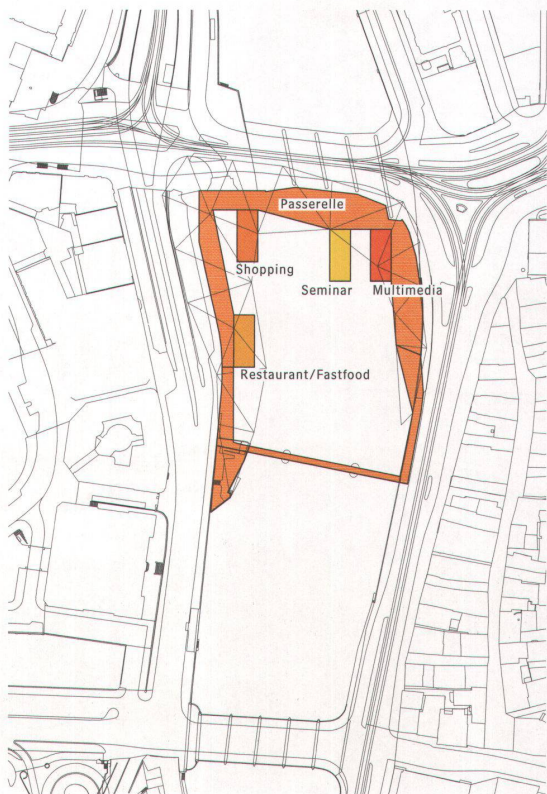 Passerelle
Shopping
Seminar
Multimedia
Restaurant/Fastfood